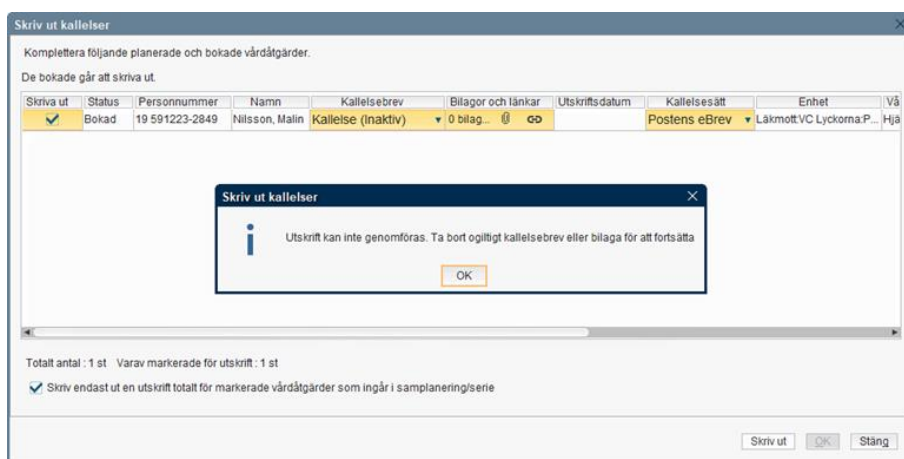 Skriv ut kallelser
Komplettera följande planerade och bokade vårdåtgärder.
De bokade går att skriva ut.
Skriva ut Status Personnummer Namn Kallelsebrev Bilagor och länkar Utskriftsdatum Kallelsesätt Enhet Vå
Bokad 19 591223-2849 Nilsson, Malin Kallelse (Inaktiv) 0 bilag... Postens eBrev Läkmott:VC Lyckorna:P... Hjä
Skriv ut kallelser
Utskrift kan inte genomföras. Ta bort ogiltigt kallelsebrev eller bilaga för att fortsätta
OK
Totalt antal : 1 st Varav markerade för utskrift : 1 st
Skriv endast ut en utskrift totalt för markerade vårdåtgärder som ingår i samplanering/serie
Skriv ut OK Stäng